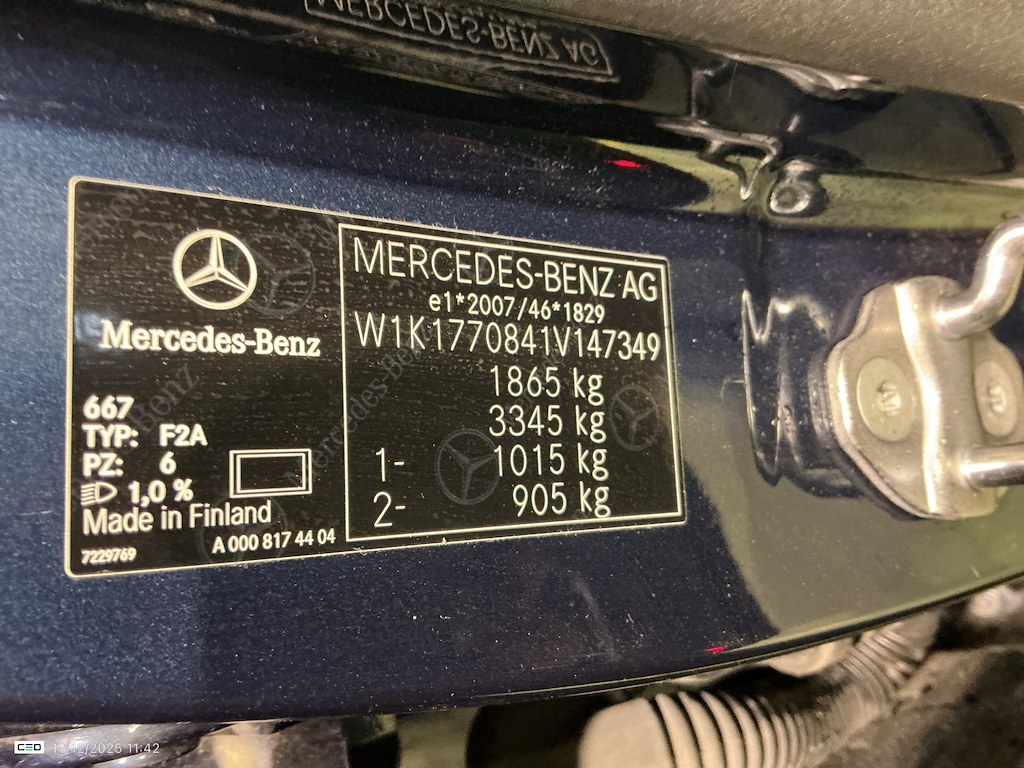 MERCEDES-BENZ AG
Mercedes-Benz
667
TYP: F2A
PZ: 6
1,0 %
Made in Finland
7229769
A 000 817 44 04
MERCEDES-BENZ AG
e1*2007/46*1829
W1K1770841V147349
1865 kg
3345 kg
1- 1015 kg
2- 905 kg
CEO